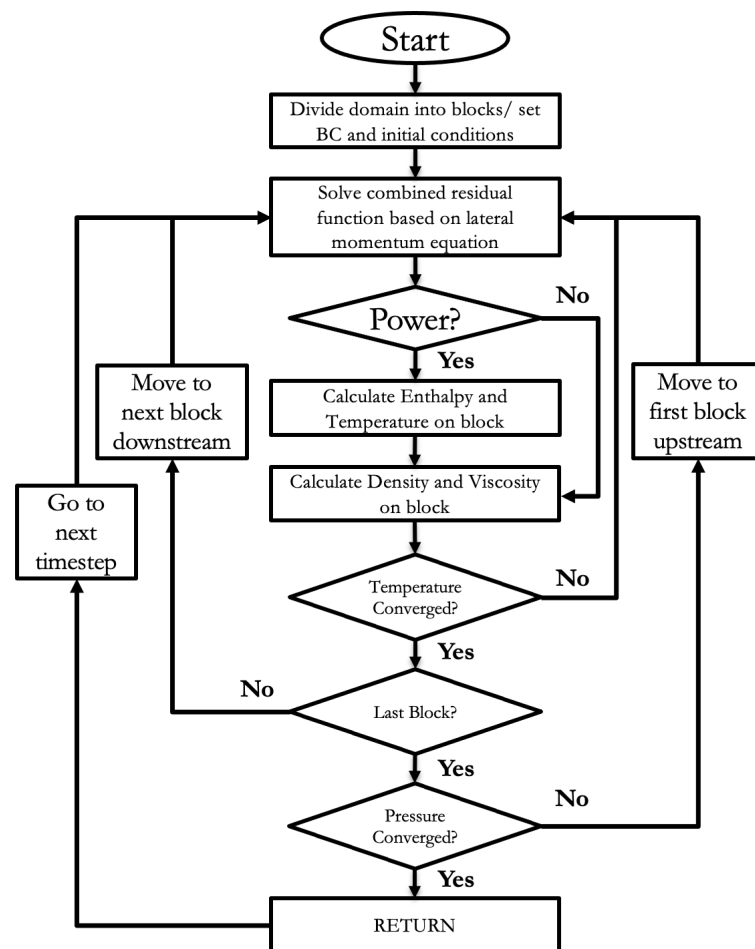 Start
Divide domain into blocks/ set
BC and initial conditions
Solve combined residual
function based on lateral
momentum equation
No
Power?
Yes
Move to
next block
downstream
Calculate Enthalpy and
Temperature on block
Move to
first block
upstream
Calculate Density and Viscosity
on block
Go to
next
timestep
Temperature
Converged?
No
Yes
No
Last Block?
Yes
No
Pressure
Converged?
Yes
RETURN